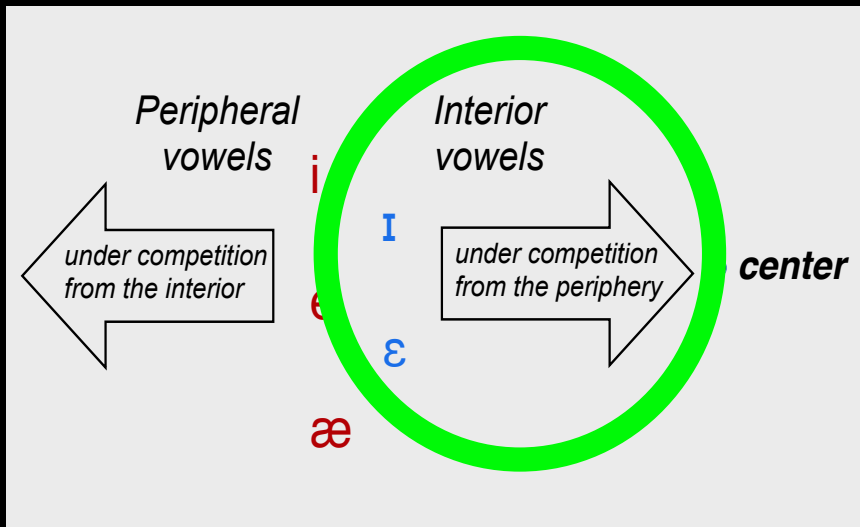 Peripheral
vowels
Interior
vowels
i
ɪ
under competition
from the interior
under competition
from the periphery
center
e
ɛ
æ